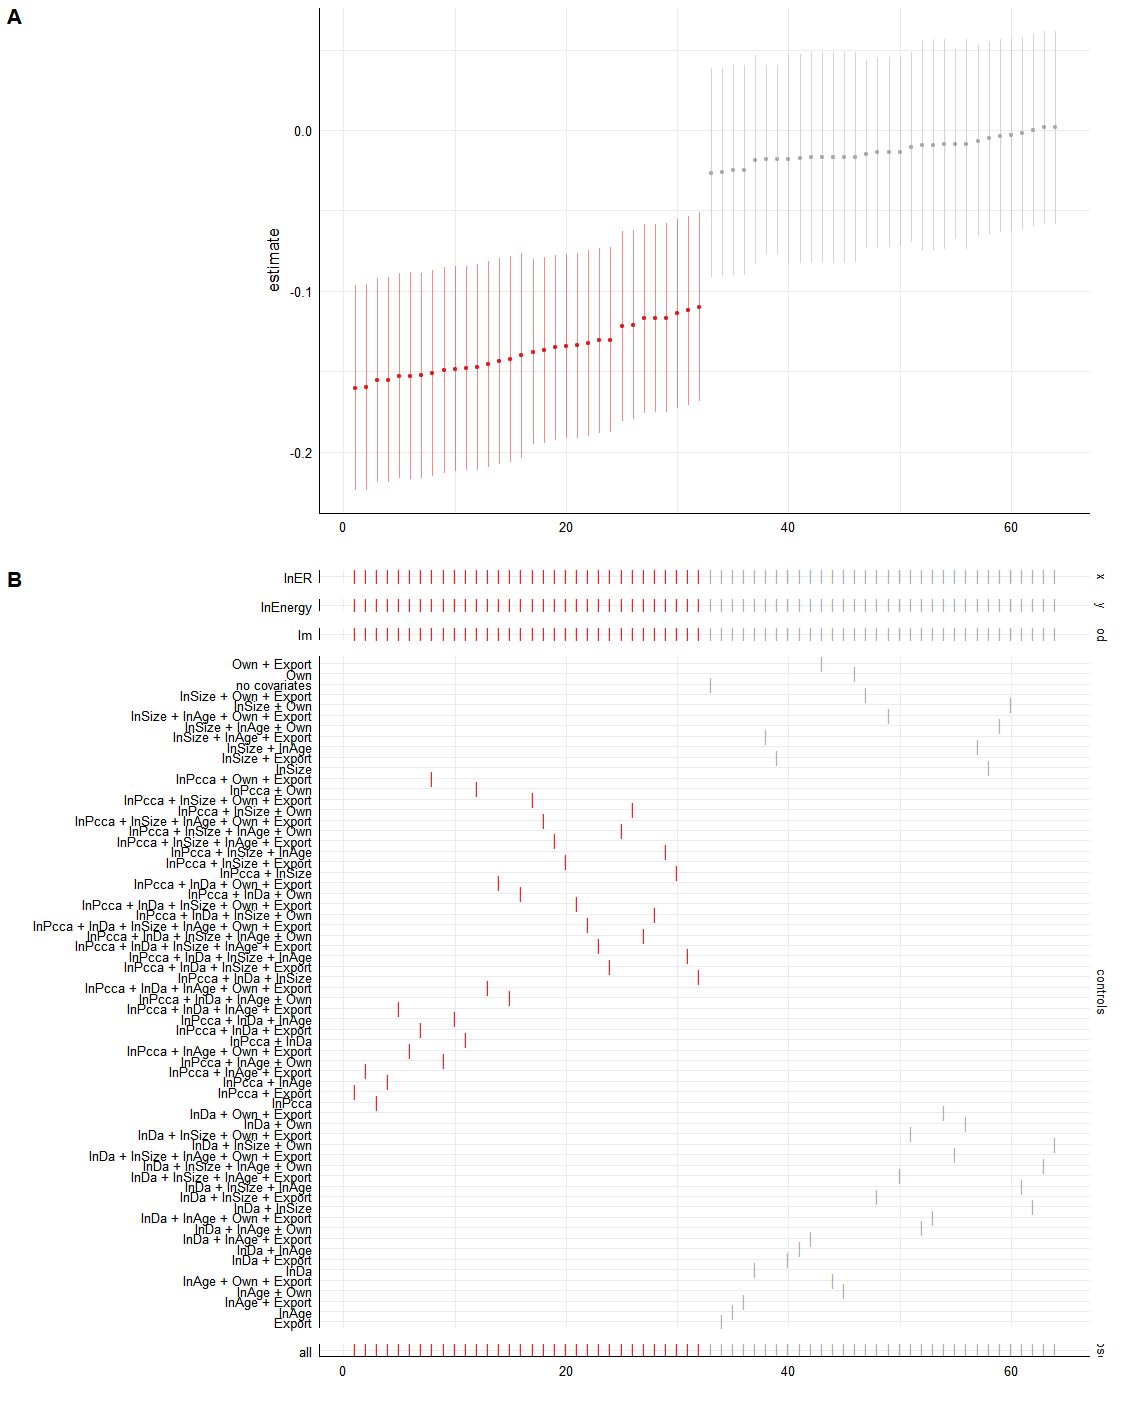 A
0.0
estimate
-0.1
-0.2
0 20 40 60
B
lnER x
lnEnergy y
lm
Own + Export
Own
no covariates
lnSize + Own + Export
lnSize + Own
lnSize + lnAge + Own + Export
lnSize + lnAge + Own
lnSize + lnAge + Export
lnSize + lnAge
lnSize + Export
lnSize
lnPcca + Own + Export
lnPcca + Own
lnPcca + lnSize + Own + Export
lnPcca + lnSize + Own
lnPcca + lnSize + lnAge + Own + Export
lnPcca + lnSize + lnAge + Own
lnPcca + lnSize + lnAge + Export
lnPcca + lnSize + lnAge
lnPcca + lnSize + Export
lnPcca + lnSize
lnPcca + lnDa + Own + Export
lnPcca + lnDa + Own
lnPcca + lnDa + lnSize + Own + Export
lnPcca + lnDa + lnSize + Own
lnPcca + lnDa + lnSize + lnAge + Own + Export
lnPcca + lnDa + lnSize + lnAge + Own
lnPcca + lnDa + lnSize + lnAge + Export
lnPcca + lnDa + lnSize + lnAge
lnPcca + lnDa + lnSize + Export
lnPcca + lnDa + lnSize
controls
lnPcca + lnDa + lnAge + Own + Export
lnPcca + lnDa + lnAge + Own
lnPcca + lnDa + lnAge + Export
lnPcca + lnDa + lnAge
lnPcca + lnDa + Export
lnPcca + lnDa
lnPcca + lnAge + Own + Export
lnPcca + lnAge + Own
lnPcca + lnAge + Export
lnPcca + lnAge
lnPcca + Export
lnPcca
lnDa + Own + Export
lnDa + Own
lnDa + lnSize + Own + Export
lnDa + lnSize + Own
lnDa + lnSize + lnAge + Own + Export
lnDa + lnSize + lnAge + Own
lnDa + lnSize + lnAge + Export
lnDa + lnSize + lnAge
lnDa + lnSize + Export
lnDa + lnSize
lnDa + lnAge + Own + Export
lnDa + lnAge + Own
lnDa + lnAge + Export
lnDa + lnAge
lnDa + Export
lnDa
lnAge + Own + Export
lnAge + Own
lnAge + Export
lnAge
Export
all
0 20 40 60